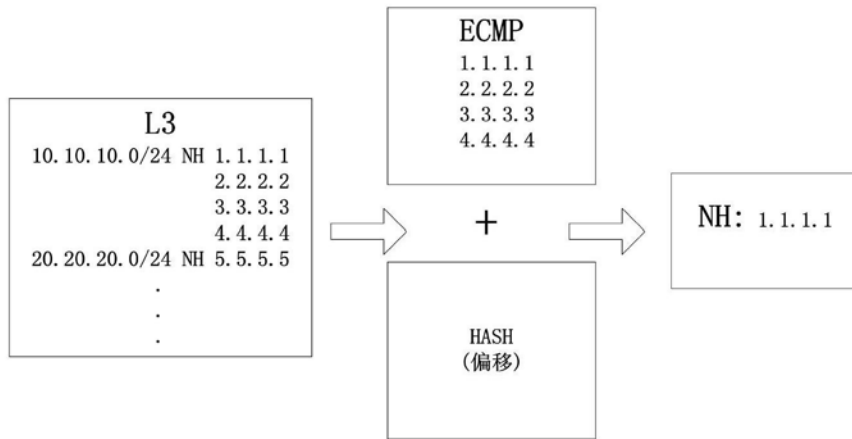 L3
10.10.10.0/24 NH 1.1.1.1
2.2.2.2
3.3.3.3
4.4.4.4
20.20.20.0/24 NH 5.5.5.5
.
.
.
ECMP
1.1.1.1
2.2.2.2
3.3.3.3
4.4.4.4
+
HASH
(偏移)
NH: 1.1.1.1